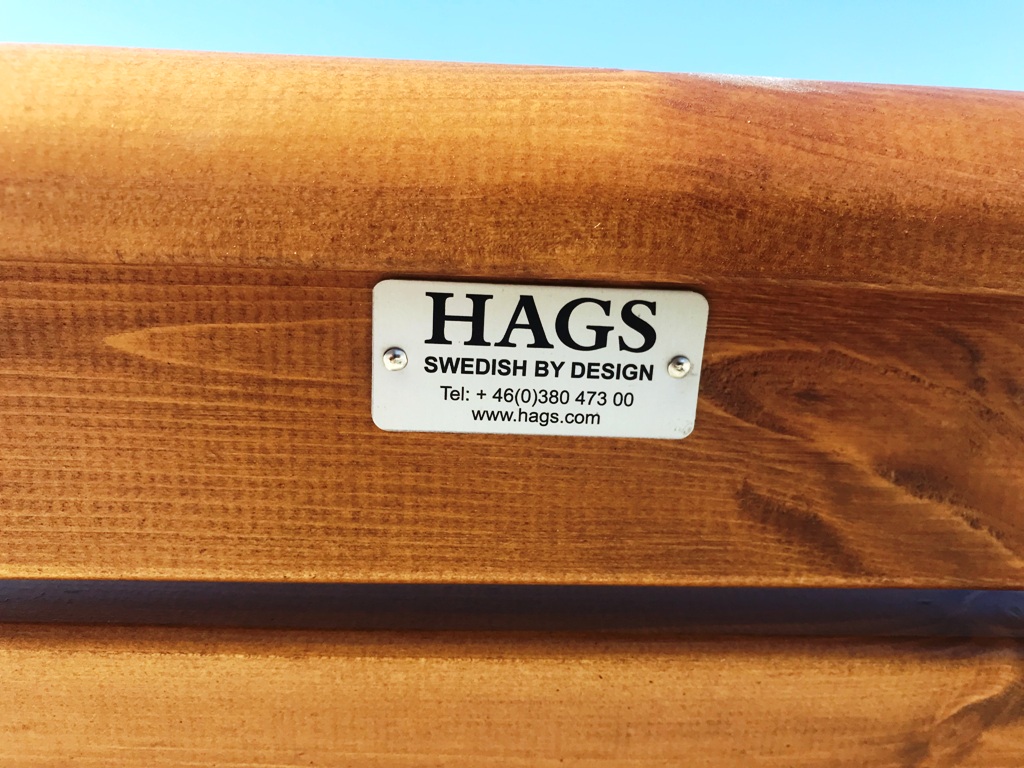 HAGS
SWEDISH BY DESIGN
Tel: + 46(0)380 473 00
www.hags.com